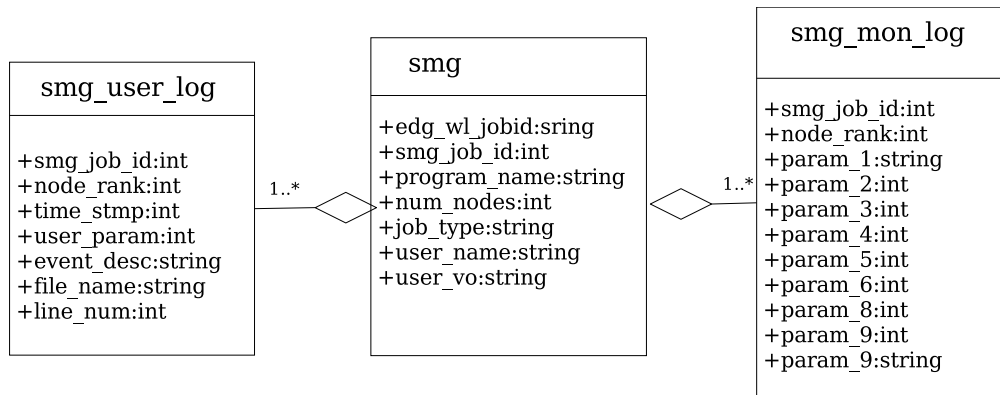 smg_user_log
+smg_job_id:int
+node_rank:int
+time_stmp:int
+user_param:int
+event_desc:string
+file_name:string
+line_num:int
1..*
smg
+edg_wl_jobid:sring
+smg_job_id:int
+program_name:string
+num_nodes:int
+job_type:string
+user_name:string
+user_vo:string
1..*
smg_mon_log
+smg_job_id:int
+node_rank:int
+param_1:string
+param_2:int
+param_3:int
+param_4:int
+param_5:int
+param_6:int
+param_8:int
+param_9:int
+param_9:string